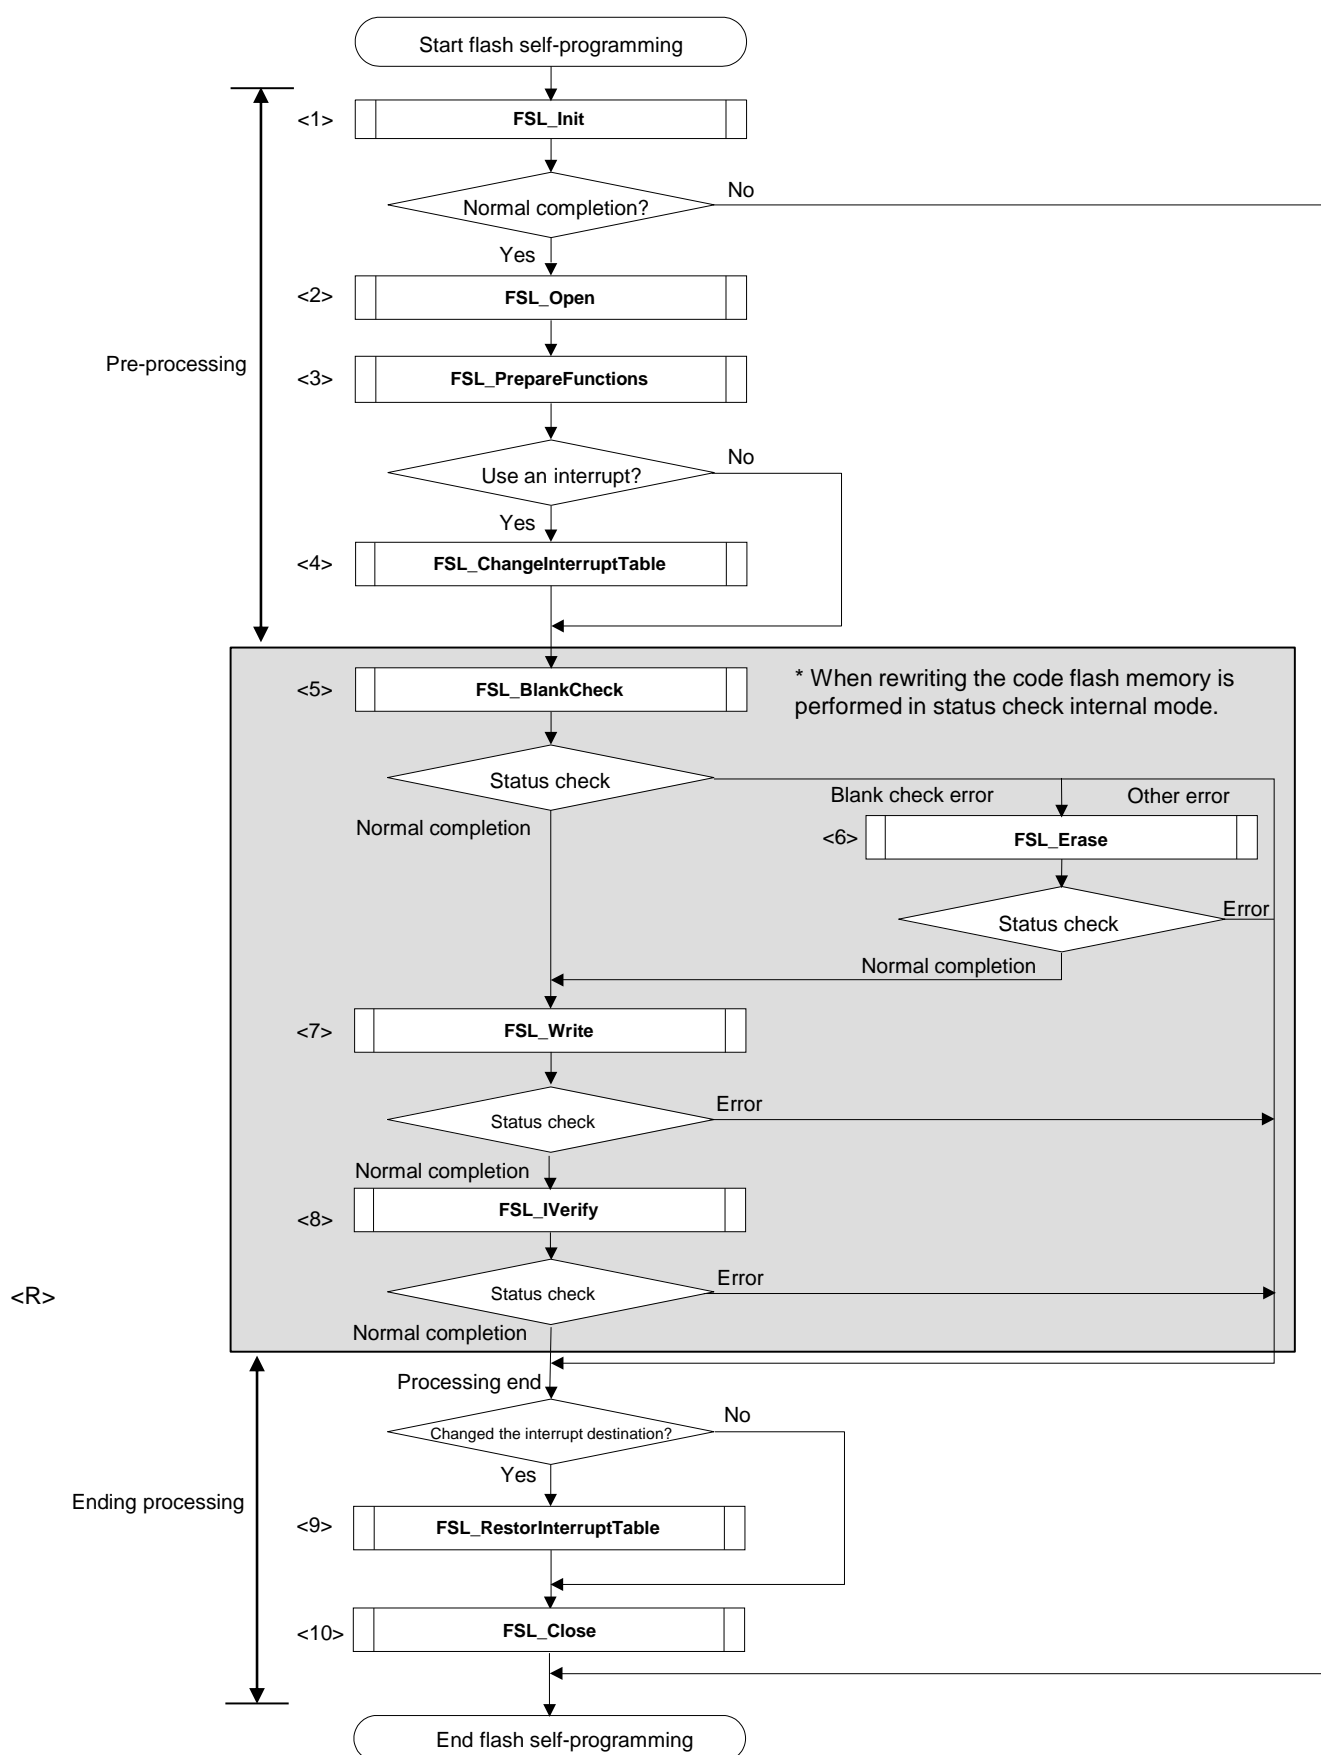 Start flash self-programming
<1>
FSL_Init
Normal completion?
No
Yes
<2>
FSL_Open
Pre-processing
<3>
FSL_PrepareFunctions
Use an interrupt?
No
Yes
<4>
FSL_ChangeInterruptTable
<5>
FSL_BlankCheck
* When rewriting the code flash memory is
performed in status check internal mode.
Status check
Blank check error
Other error
Normal completion
<6>
FSL_Erase
Status check
Error
Normal completion
<7>
FSL_Write
Status check
Error
Normal completion
<8>
FSL_IVerify
Status check
Error
<R>
Normal completion
Processing end
Changed the interrupt destination?
No
Yes
Ending processing
<9>
FSL_RestorInterruptTable
<10>
FSL_Close
End flash self-programming